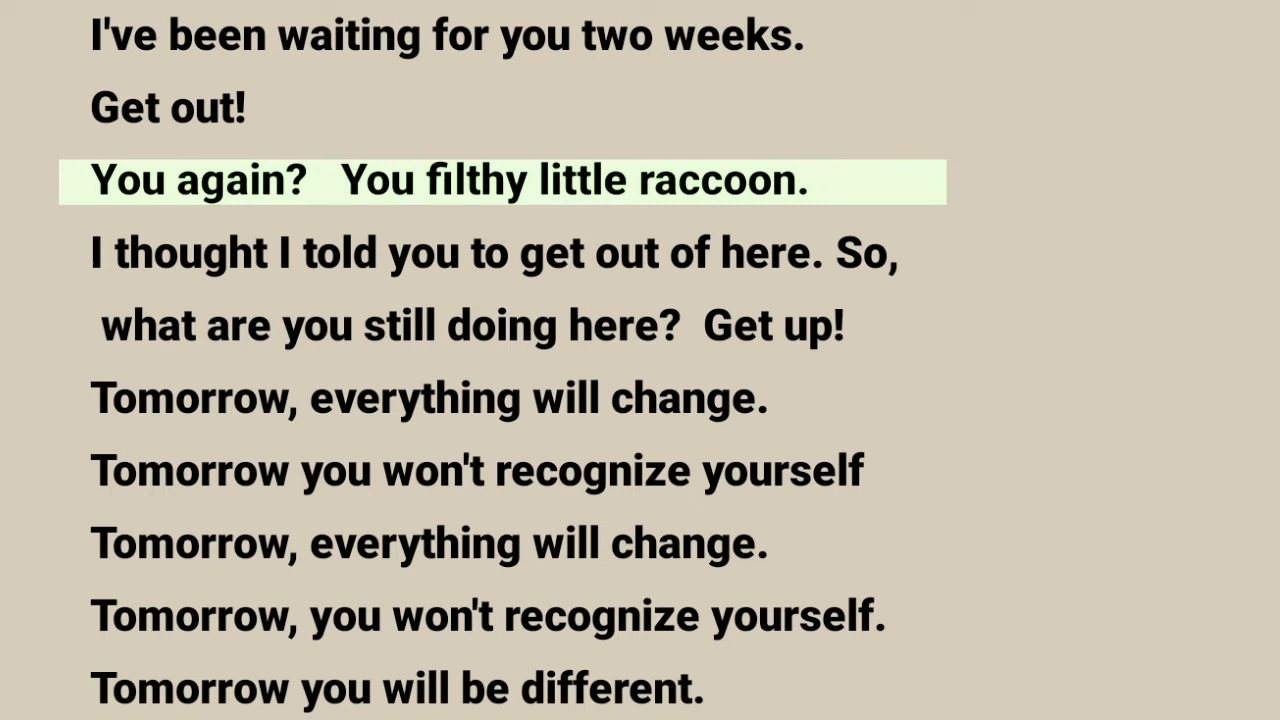 I've been waiting for you two weeks.
Get out!
You again?   You filthy little raccoon.
I thought I told you to get out of here. So,
what are you still doing here?  Get up!
Tomorrow, everything will change.
Tomorrow you won't recognize yourself
Tomorrow, everything will change.
Tomorrow, you won't recognize yourself.
Tomorrow you will be different.